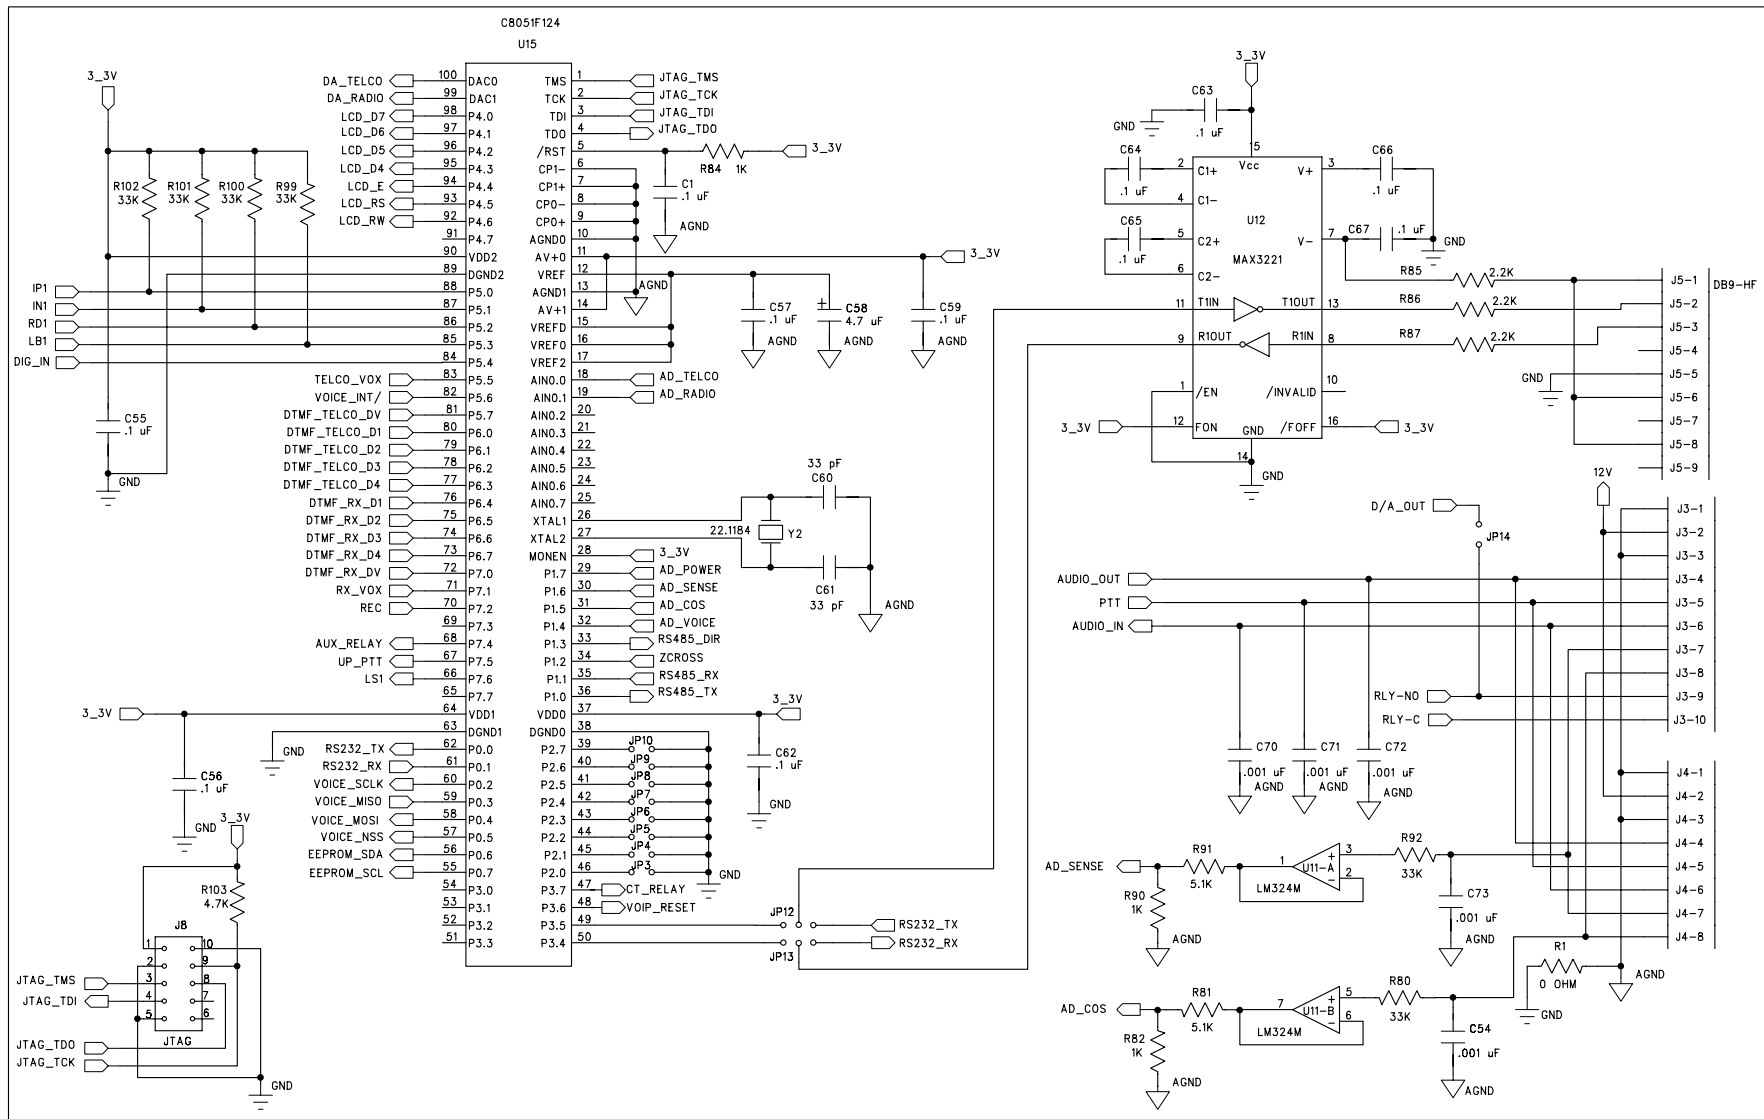 C8051F124
U15
DA_TELCO 100 DAC0 TMS 1 JTAG_TMS
DA_RADIO 99 DAC1 TCK 2 JTAG_TCK
LCD_D7 98 P4.0 TDI 3 JTAG_TDI
LCD_D6 97 P4.1 TDO 4 JTAG_TDO
LCD_D5 96 P4.2 /RST 5 R84 1K 3_3V
LCD_D4 95 P4.3 CP1- 6
LCD_E 94 P4.4 CP1+ 7
LCD_RS 93 P4.5 CP0- 8
LCD_RW 92 P4.6 CP0+ 9
91 P4.7 AGND0 10
90 VDD2 AV+0 11 3_3V
89 DGND2 VREF 12
IP1 88 P5.0 AGND1 13
IN1 87 P5.1 AV+1 14
RD1 86 P5.2 VREFD 15
LB1 85 P5.3 VREF0 16
DIG_IN 84 P5.4 VREF2 17
TELCO_VOX 83 P5.5 AIN0.0 18 AD_TELCO
VOICE_INT/ 82 P5.6 AIN0.1 19 AD_RADIO
DTMF_TELCO_DV 81 P5.7 AIN0.2 20
DTMF_TELCO_D1 80 P6.0 AIN0.3 21
DTMF_TELCO_D2 79 P6.1 AIN0.4 22
DTMF_TELCO_D3 78 P6.2 AIN0.5 23
DTMF_TELCO_D4 77 P6.3 AIN0.6 24
DTMF_RX_D1 76 P6.4 AIN0.7 25
DTMF_RX_D2 75 P6.5 XTAL1 26
DTMF_RX_D3 74 P6.6 XTAL2 27
DTMF_RX_D4 73 P6.7 MONEN 28 3_3V
DTMF_RX_DV 72 P7.0 P1.7 29 AD_POWER
RX_VOX 71 P7.1 P1.6 30 AD_SENSE
REC 70 P7.2 P1.5 31 AD_COS
69 P7.3 P1.4 32 AD_VOICE
AUX_RELAY 68 P7.4 P1.3 33 RS485_DIR
UP_PTT 67 P7.5 P1.2 34 ZCROSS
LS1 66 P7.6 P1.1 35 RS485_RX
65 P7.7 P1.0 36 RS485_TX
3_3V 64 VDD1 VDD0 37 3_3V
63 DGND1 DGND0 38
RS232_TX 62 P0.0 P2.7 39 JP10
RS232_RX 61 P0.1 P2.6 40 JP9
VOICE_SCLK 60 P0.2 P2.5 41 JP8
VOICE_MISO 59 P0.3 P2.4 42 JP7
VOICE_MOSI 58 P0.4 P2.3 43 JP6
VOICE_NSS 57 P0.5 P2.2 44 JP5
EEPROM_SDA 56 P0.6 P2.1 45 JP4
EEPROM_SCL 55 P0.7 P2.0 46 JP3
54 P3.0 P3.7 47 CT_RELAY
53 P3.1 P3.6 48 VOIP_RESET
52 P3.2 P3.5 49 JP12 RS232_TX
51 P3.3 P3.4 50 JP13 RS232_RX
3_3V
R102 33K
R101 33K
R100 33K
R99 33K
C55 .1 uF
GND
C1 .1 uF
AGND
AGND
C57 .1 uF
AGND
+ C58 4.7 uF
AGND
C59 .1 uF
AGND
33 pF
C60
22.1184 Y2
C61
33 pF
AGND
GND
C56 .1 uF
GND
C62 .1 uF
GND
GND
3_3V
R103 4.7K
J8
1 10
2 9
3 8
4 7
5 6
JTAG
JTAG_TMS
JTAG_TDI
JTAG_TDO
JTAG_TCK
GND
3_3V
C63 .1 uF
GND
15 Vcc
C64 .1 uF
2 C1+ V+ 3
C66 .1 uF
4 C1-
U12
C65 .1 uF
5 C2+ V- 7
C67 .1 uF
GND
6 C2-
MAX3221
11 T1IN T1OUT 13
9 R1OUT R1IN 8
1 /EN /INVALID 10
3_3V 12 FON GND /FOFF 16 3_3V
14
GND
R85 2.2K
R86 2.2K
R87 2.2K
GND
J5-1 DB9-HF
J5-2
J5-3
J5-4
J5-5
J5-6
J5-7
J5-8
J5-9
12V
D/A_OUT
JP14
AUDIO_OUT
PTT
AUDIO_IN
RLY-NO
RLY-C
J3-1
J3-2
J3-3
J3-4
J3-5
J3-6
J3-7
J3-8
J3-9
J3-10
C70 .001 uF
AGND
C71 .001 uF
AGND
C72 .001 uF
AGND
J4-1
J4-2
J4-3
J4-4
J4-5
J4-6
J4-7
J4-8
AD_SENSE
R91 5.1K
R90 1K
AGND
1 U11-A + 3 - 2
LM324M
R92 33K
C73 .001 uF
AGND
R1
0 OHM
GND
AGND
AD_COS
R81 5.1K
R82 1K
AGND
7 U11-B + 5 - 6
LM324M
R80 33K
C54 .001 uF
AGND